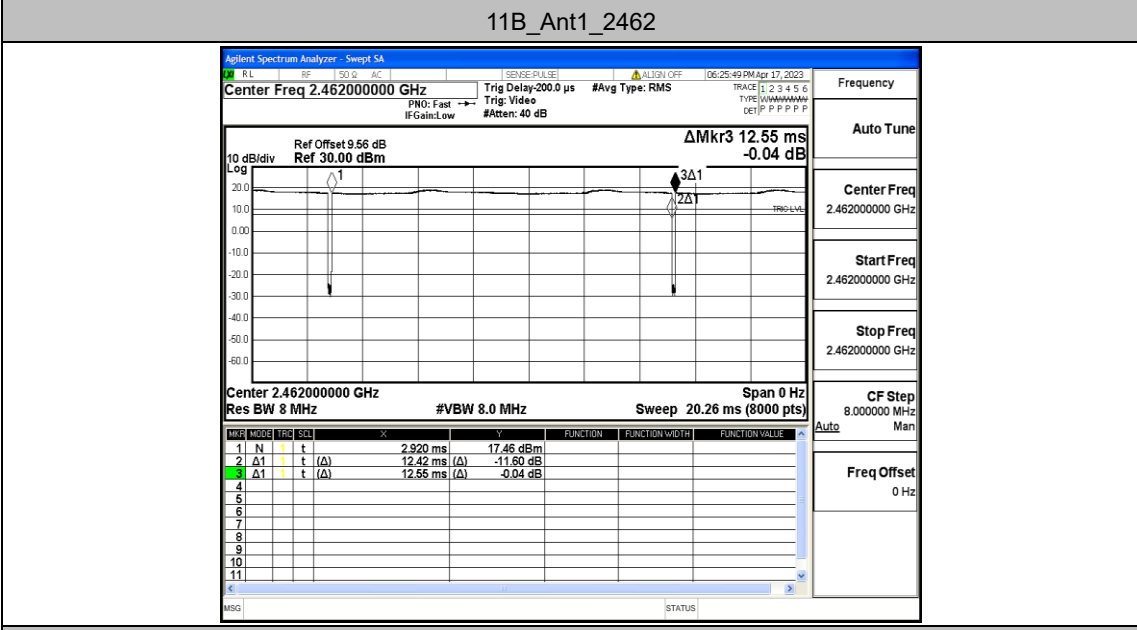 11B_Ant1_2462
Agilent Spectrum Analyzer - Swept SA
RL RF 50 Ω AC SENSE:PULSE ALIGN OFF 06:25:49 PM Apr 17, 2023
Center Freq 2.462000000 GHz
PNO: Fast
IFGain:Low
Trig Delay-200.0 µs
Trig: Video
#Atten: 40 dB
#Avg Type: RMS
TRACE 1 2 3 4 5 6
TYPE WWWWWW
DET P P P P P P
Frequency
Auto Tune
Center Freq
2.462000000 GHz
Start Freq
2.462000000 GHz
Stop Freq
2.462000000 GHz
CF Step
8.000000 MHz
Auto Man
Freq Offset
0 Hz
ΔMkr3 12.55 ms
-0.04 dB
Ref Offset 9.56 dB
10 dB/div Ref 30.00 dBm
Log
1
3Δ1
2Δ1
TRIG LVL
20.0
10.0
0.00
-10.0
-20.0
-30.0
-40.0
-50.0
-60.0
Center 2.462000000 GHz Span 0 Hz
Res BW 8 MHz #VBW 8.0 MHz Sweep 20.26 ms (8000 pts)
MKR MODE TRC SCL X Y FUNCTION FUNCTION WIDTH FUNCTION VALUE
1 N 1 t 2.920 ms 17.46 dBm
2 Δ1 1 t (Δ) 12.42 ms (Δ) -11.60 dB
3 Δ1 1 t (Δ) 12.55 ms (Δ) -0.04 dB
4
5
6
7
8
9
10
11
MSG STATUS